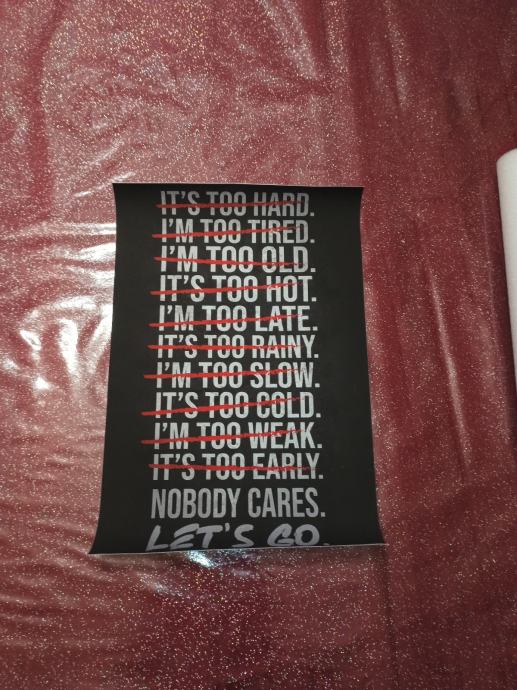 IT'S TOO HARD.
I'M TOO TIRED.
I'M TOO OLD.
IT'S TOO HOT.
I'M TOO LATE.
IT'S TOO RAINY.
I'M TOO SLOW.
IT'S TOO COLD.
I'M TOO WEAK.
IT'S TOO EARLY.
NOBODY CARES.
LET'S GO.